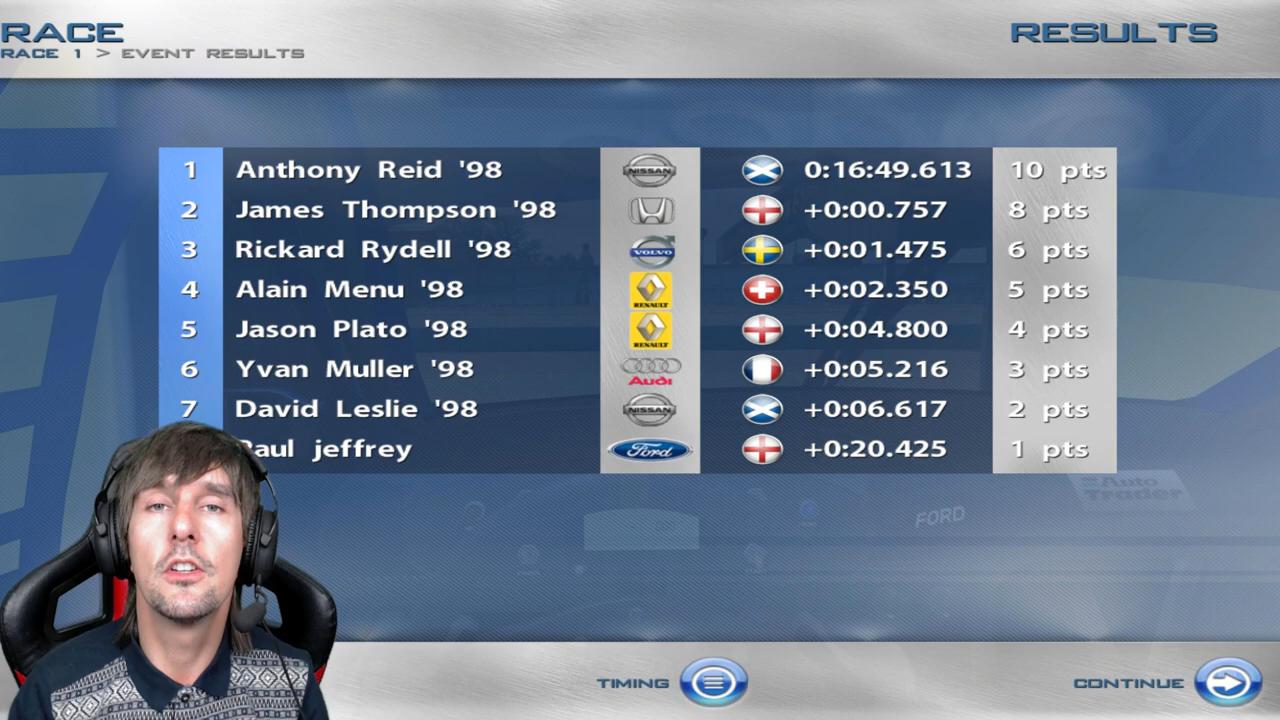 RACE
RACE 1 > EVENT RESULTS
RESULTS
1 Anthony Reid '98 NISSAN 0:16:49.613 10 pts
2 James Thompson '98 +0:00.757 8 pts
3 Rickard Rydell '98 VOLVO +0:01.475 6 pts
4 Alain Menu '98 RENAULT +0:02.350 5 pts
5 Jason Plato '98 RENAULT +0:04.800 4 pts
6 Yvan Muller '98 Audi +0:05.216 3 pts
7 David Leslie '98 NISSAN +0:06.617 2 pts
Paul jeffrey Ford +0:20.425 1 pts
Auto
Trader
FORD
TIMING
CONTINUE